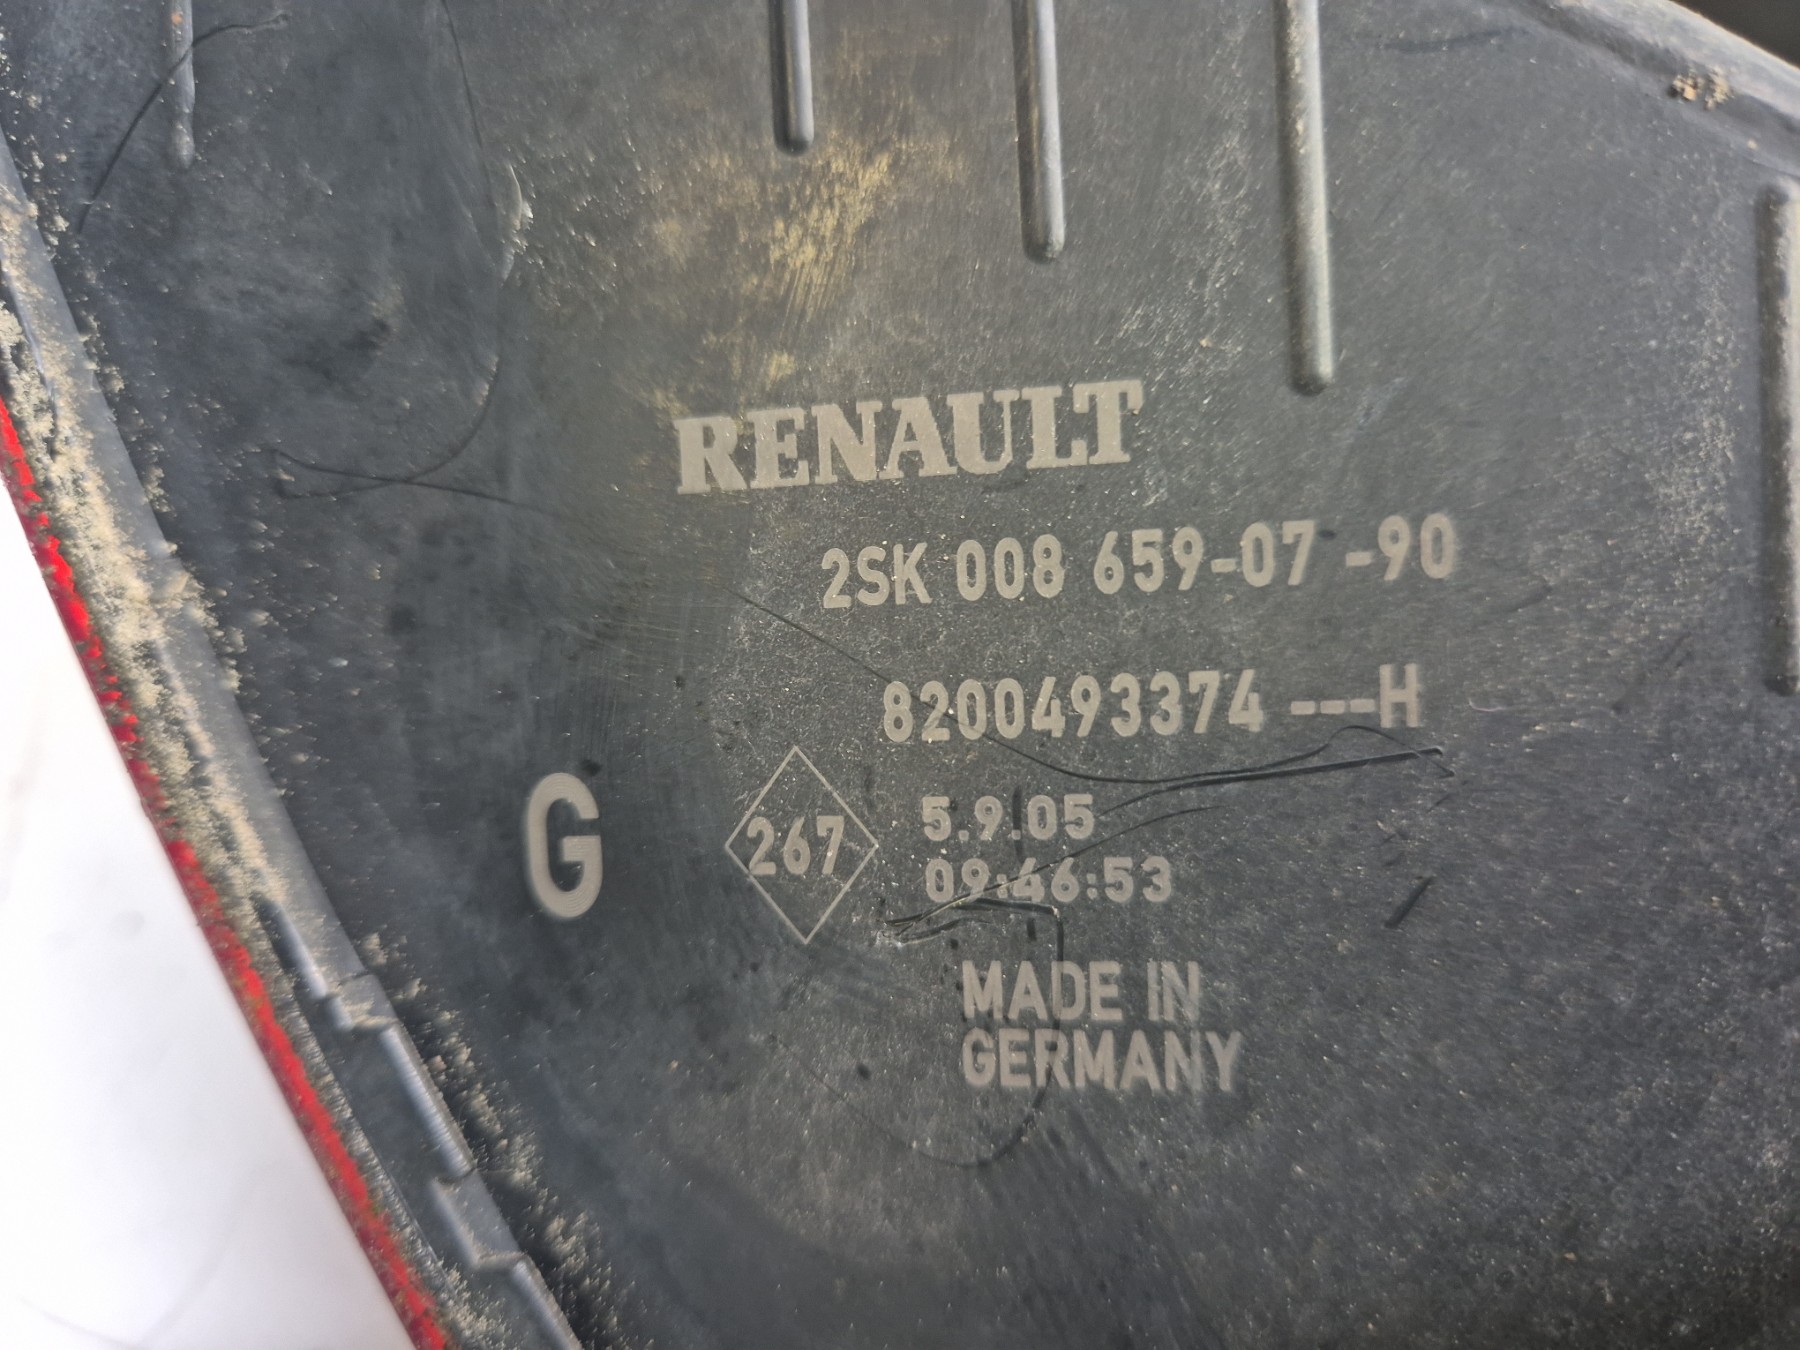 RENAULT
2SK 008 659-07 -90
8200493374 ---H
G
267
5.9.05
09:46:53
MADE IN
GERMANY